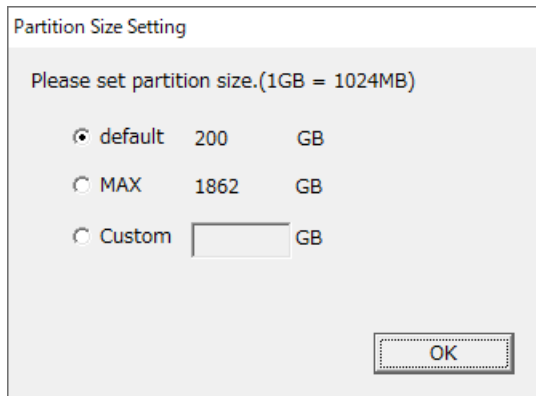 Partition Size Setting
Please set partition size.(1GB = 1024MB)
default 200 GB
MAX 1862 GB
Custom GB
OK